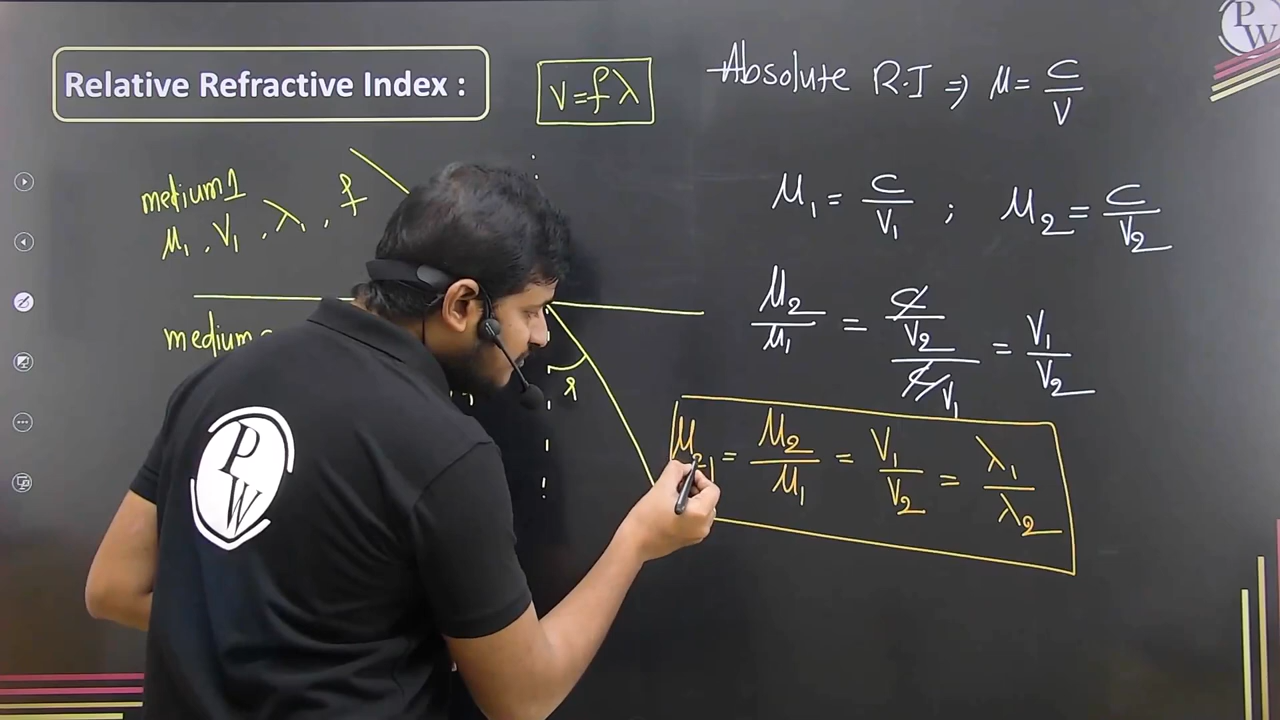 PW
Relative Refractive Index :
v = fλ
Absolute R.I ⇒ μ = c/v
medium 1
μ₁, v₁, λ₁, f
μ₁ = c/v₁ ; μ₂ = c/v₂
μ₂/μ₁ = (c/v₂)/(c/v₁) = v₁/v₂
r
μ₂₁ = μ₂/μ₁ = v₁/v₂ = λ₁/λ₂
PW